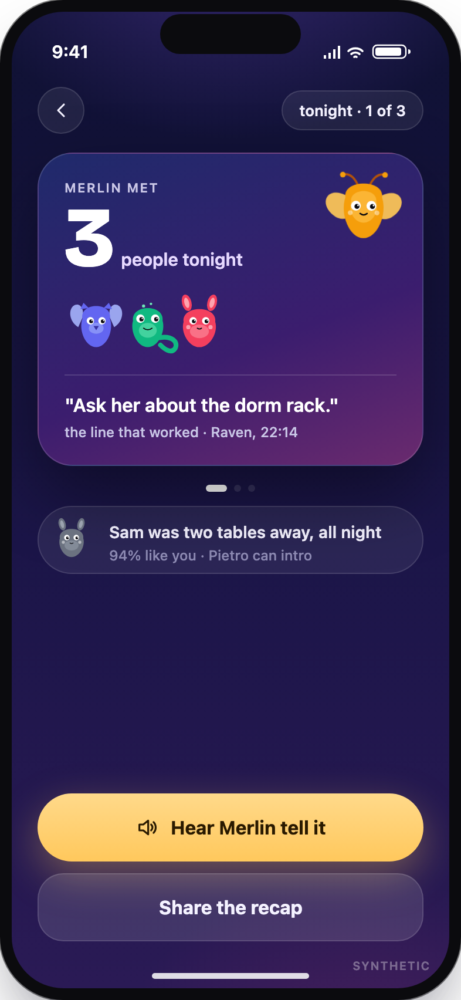 9:41
tonight · 1 of 3
MERLIN MET
3 people tonight
"Ask her about the dorm rack."
the line that worked · Raven, 22:14
Sam was two tables away, all night
94% like you · Pietro can intro
Hear Merlin tell it
Share the recap
SYNTHETIC